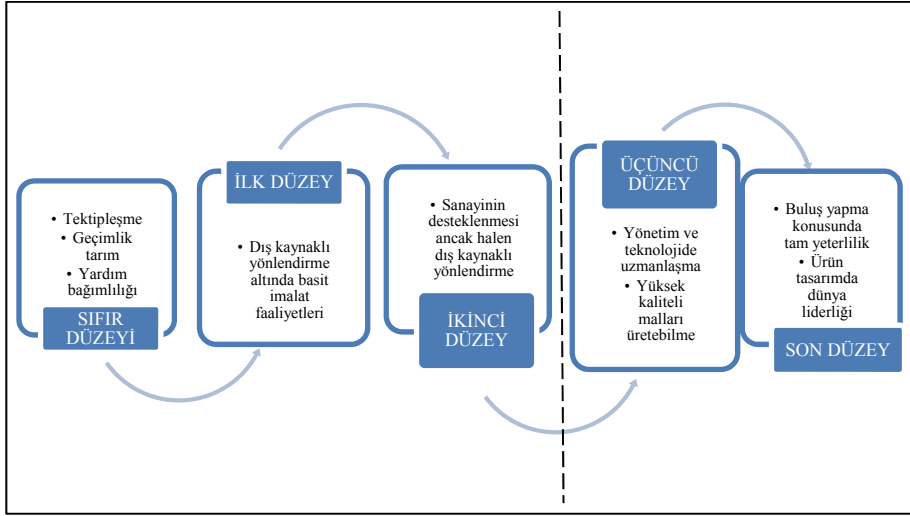 • Tektipleşme
• Geçimlik
tarım
• Yardım
bağımlılığı
SIFIR
DÜZEYİ
İLK DÜZEY
• Dış kaynaklı
yönlendirme
altında basit
imalat
faaliyetleri
• Sanayinin
desteklenmesi
ancak halen
dış kaynaklı
yönlendirme
İKİNCİ
DÜZEY
ÜÇÜNCÜ
DÜZEY
• Yönetim ve
teknolojide
uzmanlaşma
• Yüksek
kaliteli
malları
üretebilme
• Buluş yapma
konusunda
tam yeterlilik
• Ürün
tasarımda
dünya
liderliği
SON DÜZEY